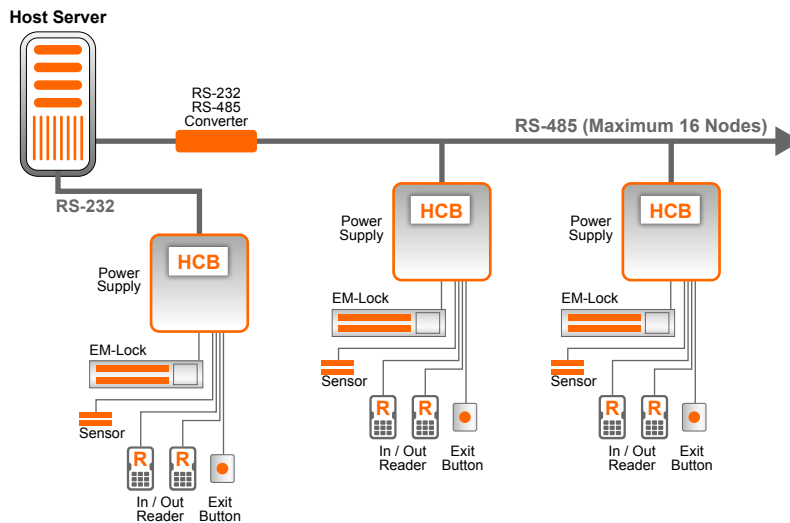 Host Server
RS-232
RS-485
Converter
RS-485 (Maximum 16 Nodes)
RS-232
Power
Supply
HCB
EM-Lock
Sensor
R
R
In / Out
Reader
Exit
Button
Power
Supply
HCB
EM-Lock
Sensor
R
R
In / Out
Reader
Exit
Button
Power
Supply
HCB
EM-Lock
Sensor
R
R
In / Out
Reader
Exit
Button